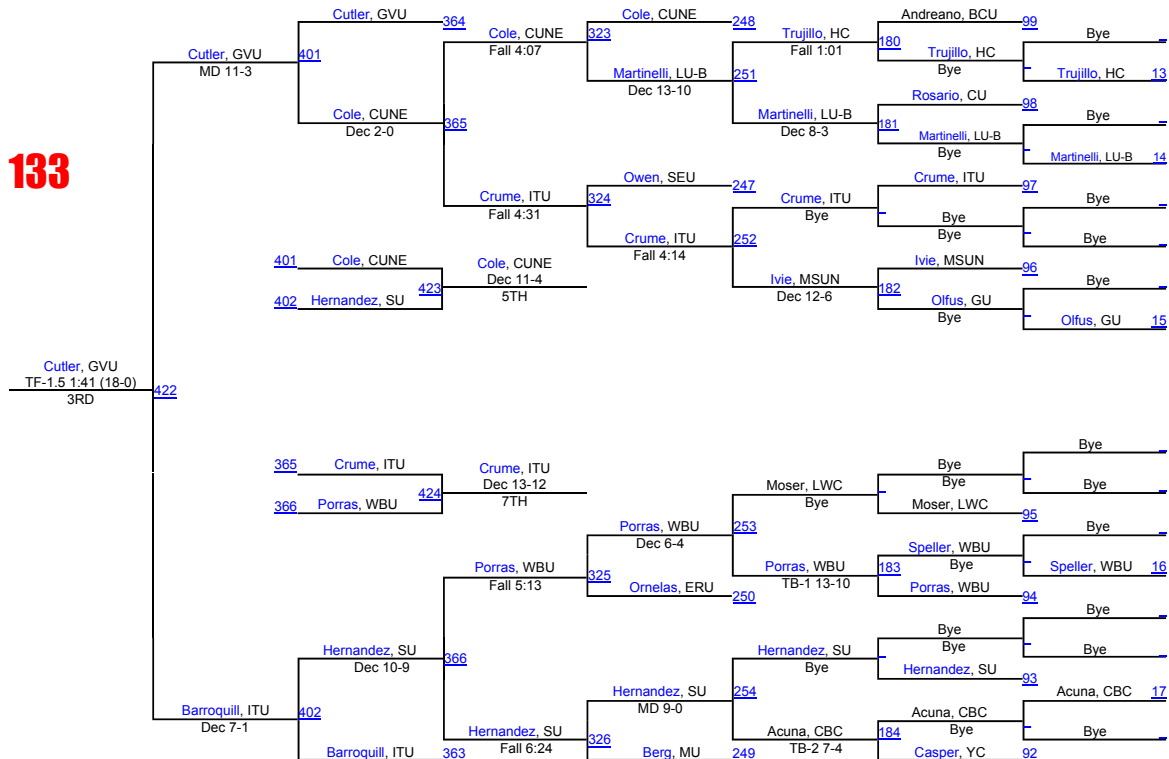 Cutler, GVU 364
Cole, CUNE 248
Andreano, BCU 99
Bye
Cole, CUNE 323
Fall 4:07
Trujillo, HC 180
Fall 1:01
Cutler, GVU 401
MD 11-3
Trujillo, HC
Bye
Martinelli, LU-B 251
Dec 13-10
Trujillo, HC 13
Rosario, CU 98
Cole, CUNE 365
Dec 2-0
Martinelli, LU-B 181
Dec 8-3
Bye
Martinelli, LU-B
Bye
Martinelli, LU-B 14
133
Owen, SEU 247
Crume, ITU 97
Crume, ITU 324
Fall 4:31
Crume, ITU
Bye
Bye
Bye
Bye
Crume, ITU 252
Fall 4:14
Bye
401 Cole, CUNE
Cole, CUNE
Dec 11-4
5TH
423
Ivie, MSUN 96
Ivie, MSUN 182
Dec 12-6
Bye
402 Hernandez, SU
Olfus, GU
Bye
Olfus, GU 15
Cutler, GVU
TF-1.5 1:41 (18-0)
3RD
422
Bye
365 Crume, ITU
Crume, ITU
Dec 13-12
7TH
424
Bye
Bye
Bye
Moser, LWC
Bye
366 Porras, WBU
Moser, LWC 95
Porras, WBU 253
Dec 6-4
Bye
Speller, WBU
Bye
Porras, WBU 325
Fall 5:13
Porras, WBU 183
TB-1 13-10
Speller, WBU 16
Ornelas, ERU 250
Porras, WBU 94
Bye
Bye
Bye
Hernandez, SU 366
Dec 10-9
Hernandez, SU
Bye
Bye
Hernandez, SU 93
Hernandez, SU 254
MD 9-0
Acuna, CBC 17
Barroquill, ITU 402
Dec 7-1
Acuna, CBC
Bye
Hernandez, SU 326
Fall 6:24
Acuna, CBC 184
TB-2 7-4
Bye
Barroquill, ITU 363
Berg, MU 249
Casper, YC 92